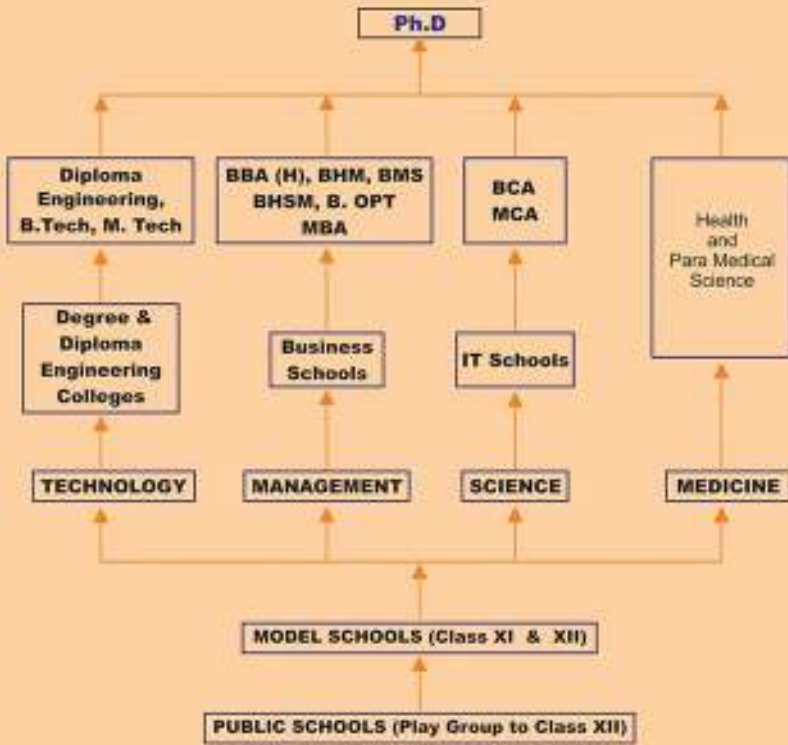 Ph.D
Diploma
Engineering,
B.Tech, M. Tech
BBA (H), BHM, BMS
BHSM, B. OPT
MBA
BCA
MCA
Health
and
Para Medical
Science
Degree &
Diploma
Engineering
Colleges
Business
Schools
IT Schools
TECHNOLOGY
MANAGEMENT
SCIENCE
MEDICINE
MODEL SCHOOLS (Class XI & XII)
PUBLIC SCHOOLS (Play Group to Class XII)